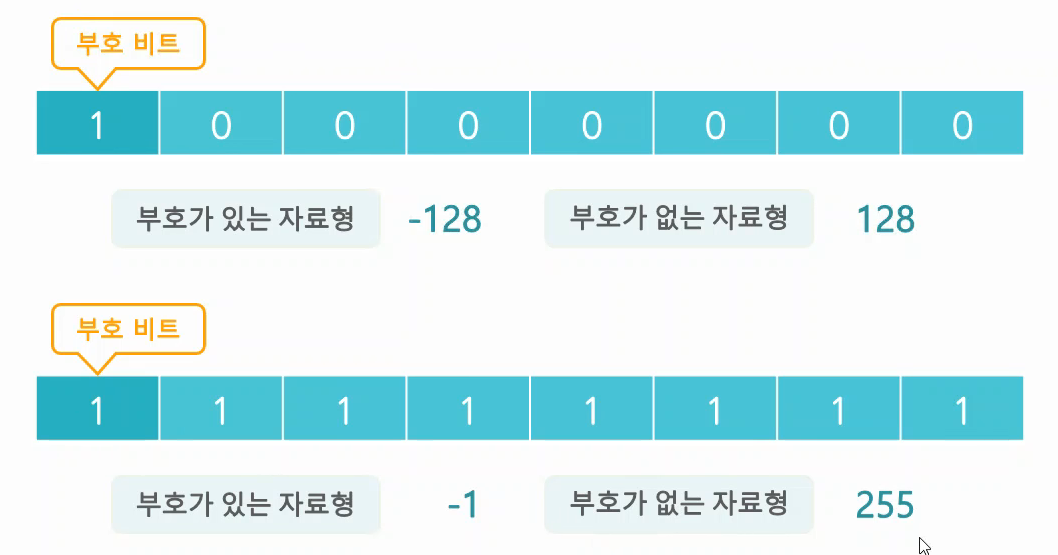 부호 비트
1 0 0 0 0 0 0 0
부호가 있는 자료형 -128 부호가 없는 자료형 128
부호 비트
1 1 1 1 1 1 1 1
부호가 있는 자료형 -1 부호가 없는 자료형 255